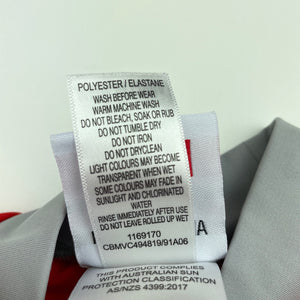 POLYESTER / ELASTANE
WASH BEFORE WEAR
WARM MACHINE WASH
DO NOT BLEACH, SOAK OR RUB
DO NOT TUMBLE DRY
DO NOT IRON
DO NOT DRYCLEAN
LIGHT COLOURS MAY BECOME
TRANSPARENT WHEN WET
SOME COLOURS MAY FADE IN
SUNLIGHT AND CHLORINATED
WATER
RINSE IMMEDIATELY AFTER USE
DO NOT LEAVE ROLLED UP WET
1169170
CBMVC494819/91A06
A
THIS PRODUCT COMPLIES
WITH AUSTRALIAN SUN
CLASS CONFORMANCE
AS/NZS 4399:2017